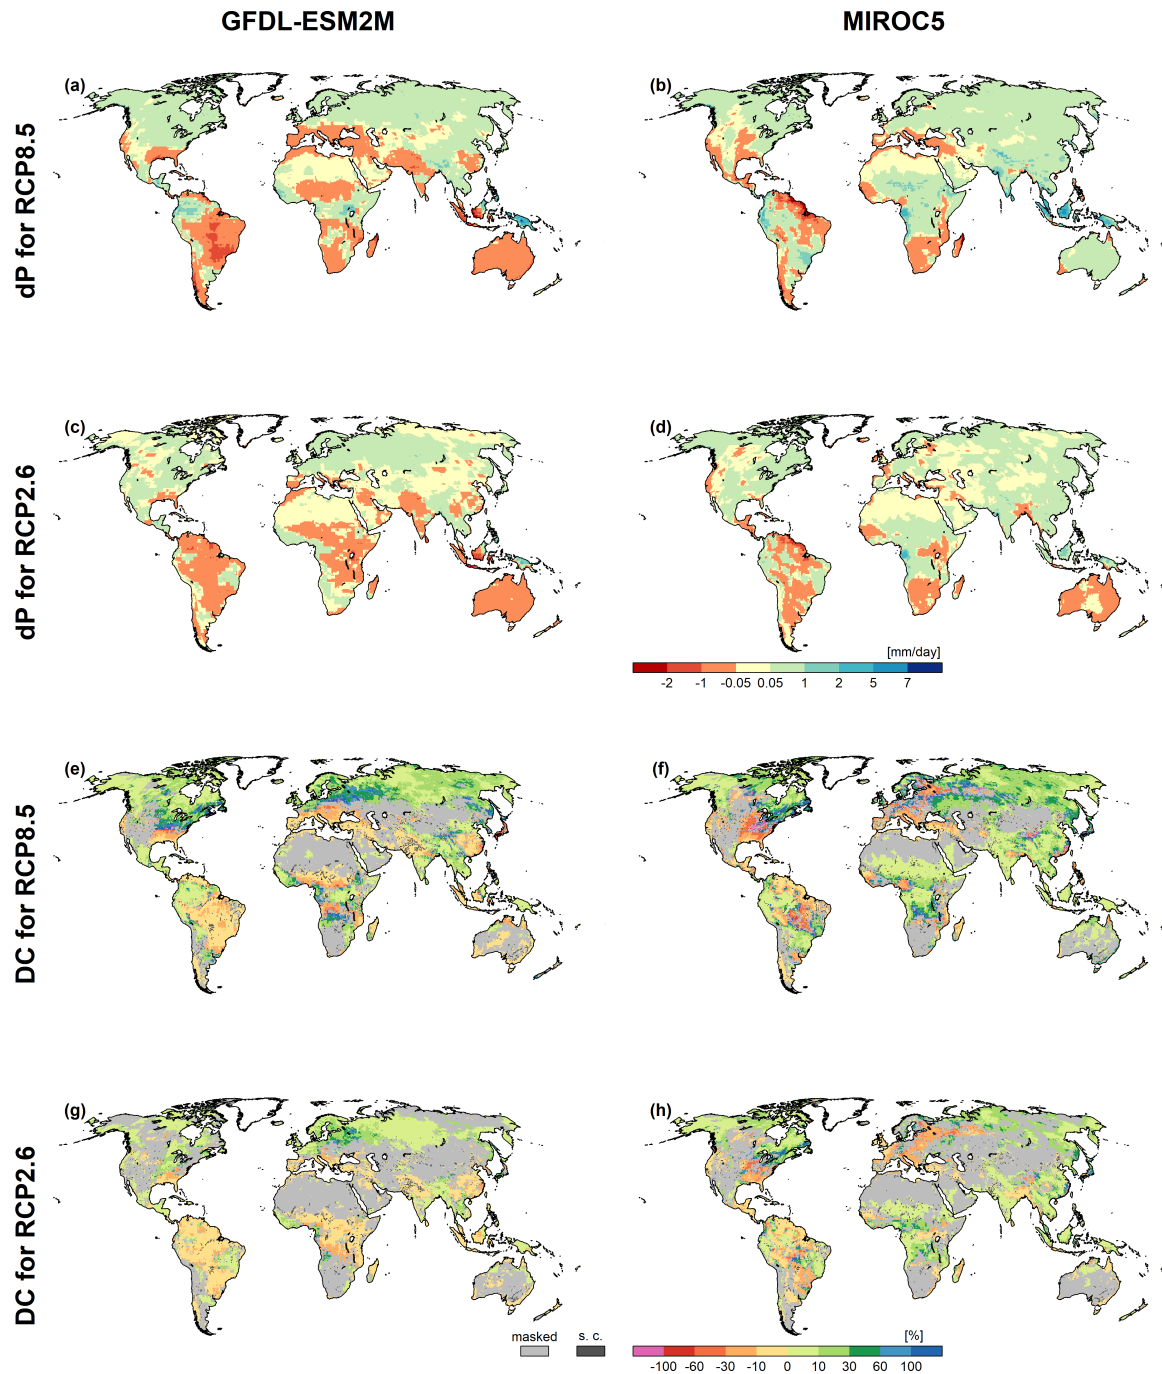 GFDL-ESM2M MIROC5
dP for RCP8.5
(a) (b)
dP for RCP2.6
(c) (d)
[mm/day]
-2 -1 -0.05 0.05 1 2 5 7
DC for RCP8.5
(e) (f)
DC for RCP2.6
(g) (h)
masked s. c. [%]
-100 -60 -30 -10 0 10 30 60 100